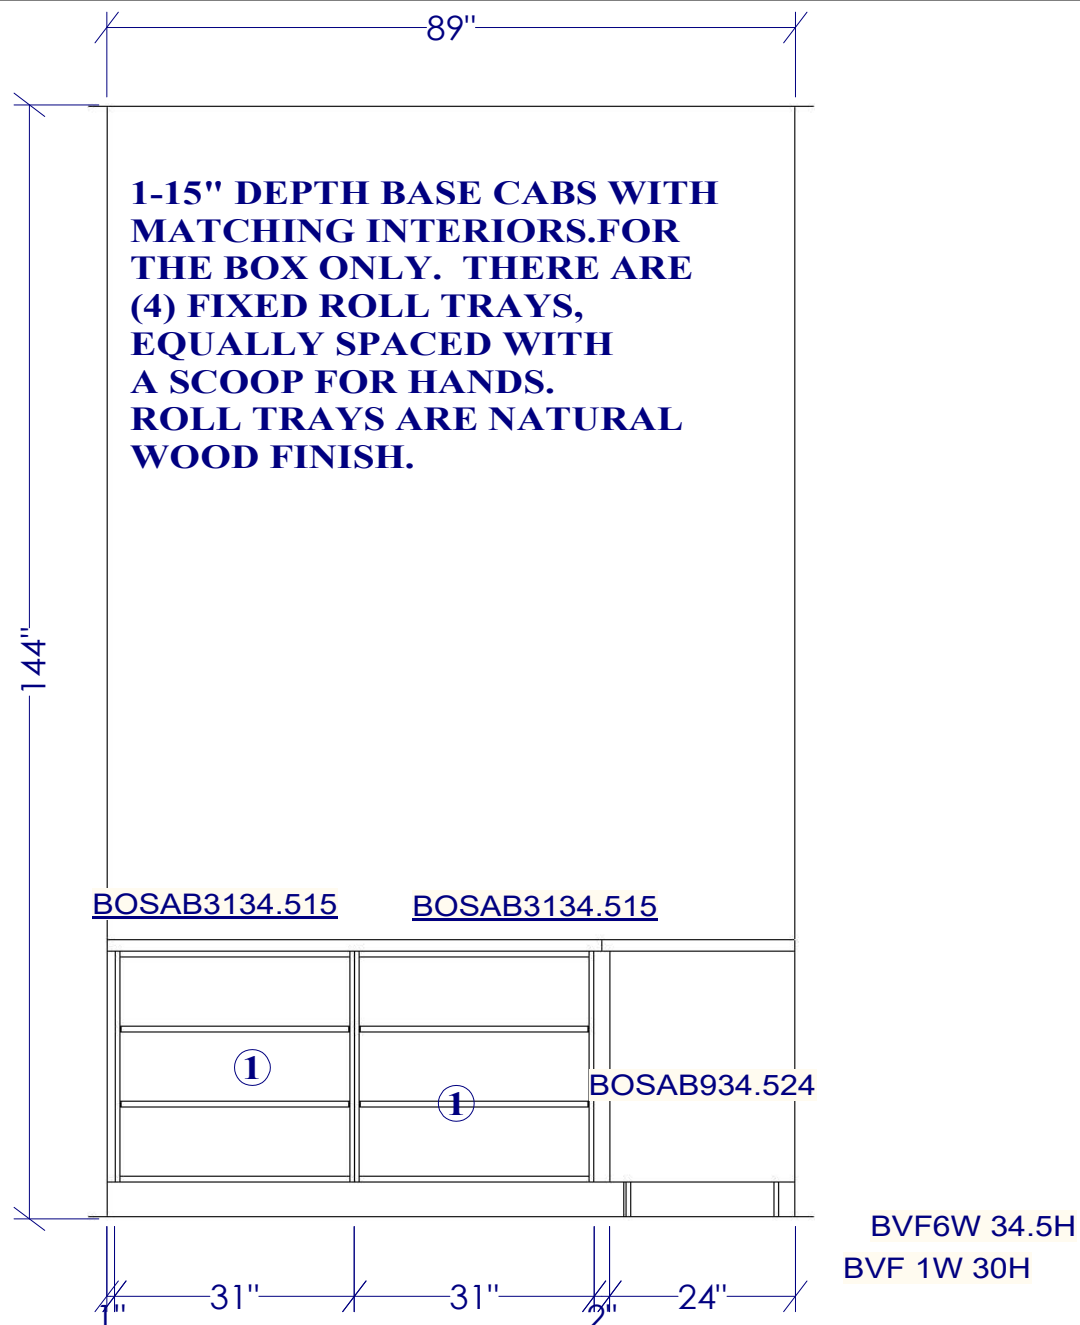 89"
1-15" DEPTH BASE CABS WITH
MATCHING INTERIORS.FOR
THE BOX ONLY. THERE ARE
(4) FIXED ROLL TRAYS,
EQUALLY SPACED WITH
A SCOOP FOR HANDS.
ROLL TRAYS ARE NATURAL
WOOD FINISH.
144"
BOSAB3134.515 BOSAB3134.515
1
1
BOSAB934.524
BVF6W 34.5H
BVF 1W 30H
1" 31" 31" 2" 24"